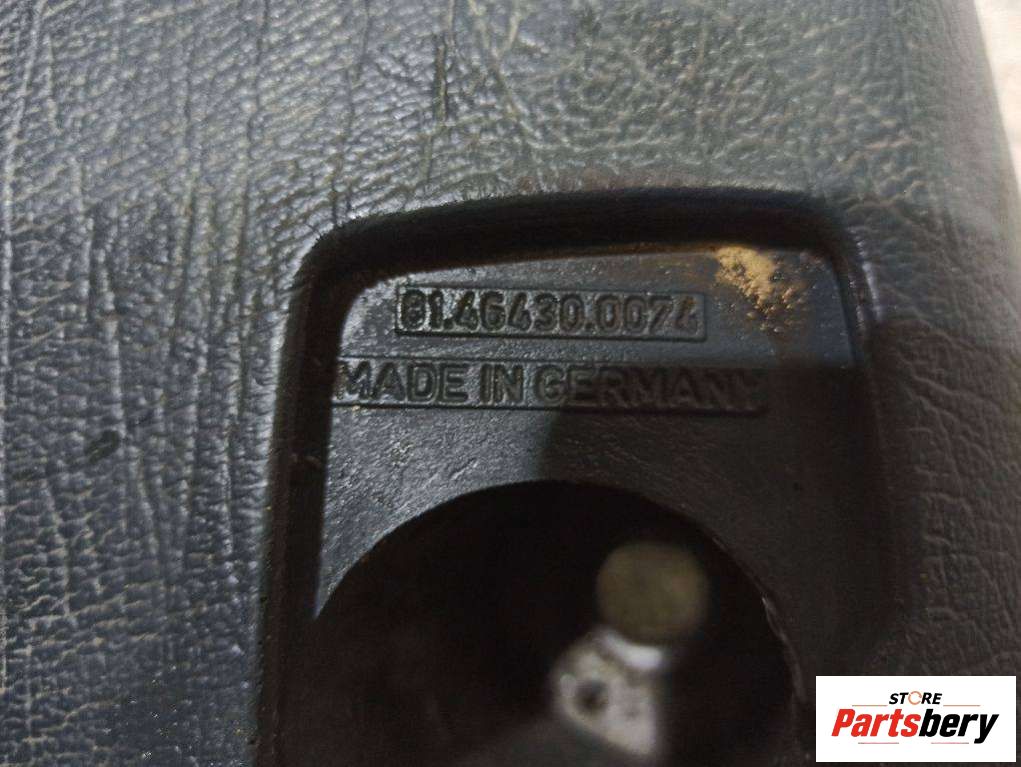 81.46430.0074
MADE IN GERMANY
STORE
Partsbery